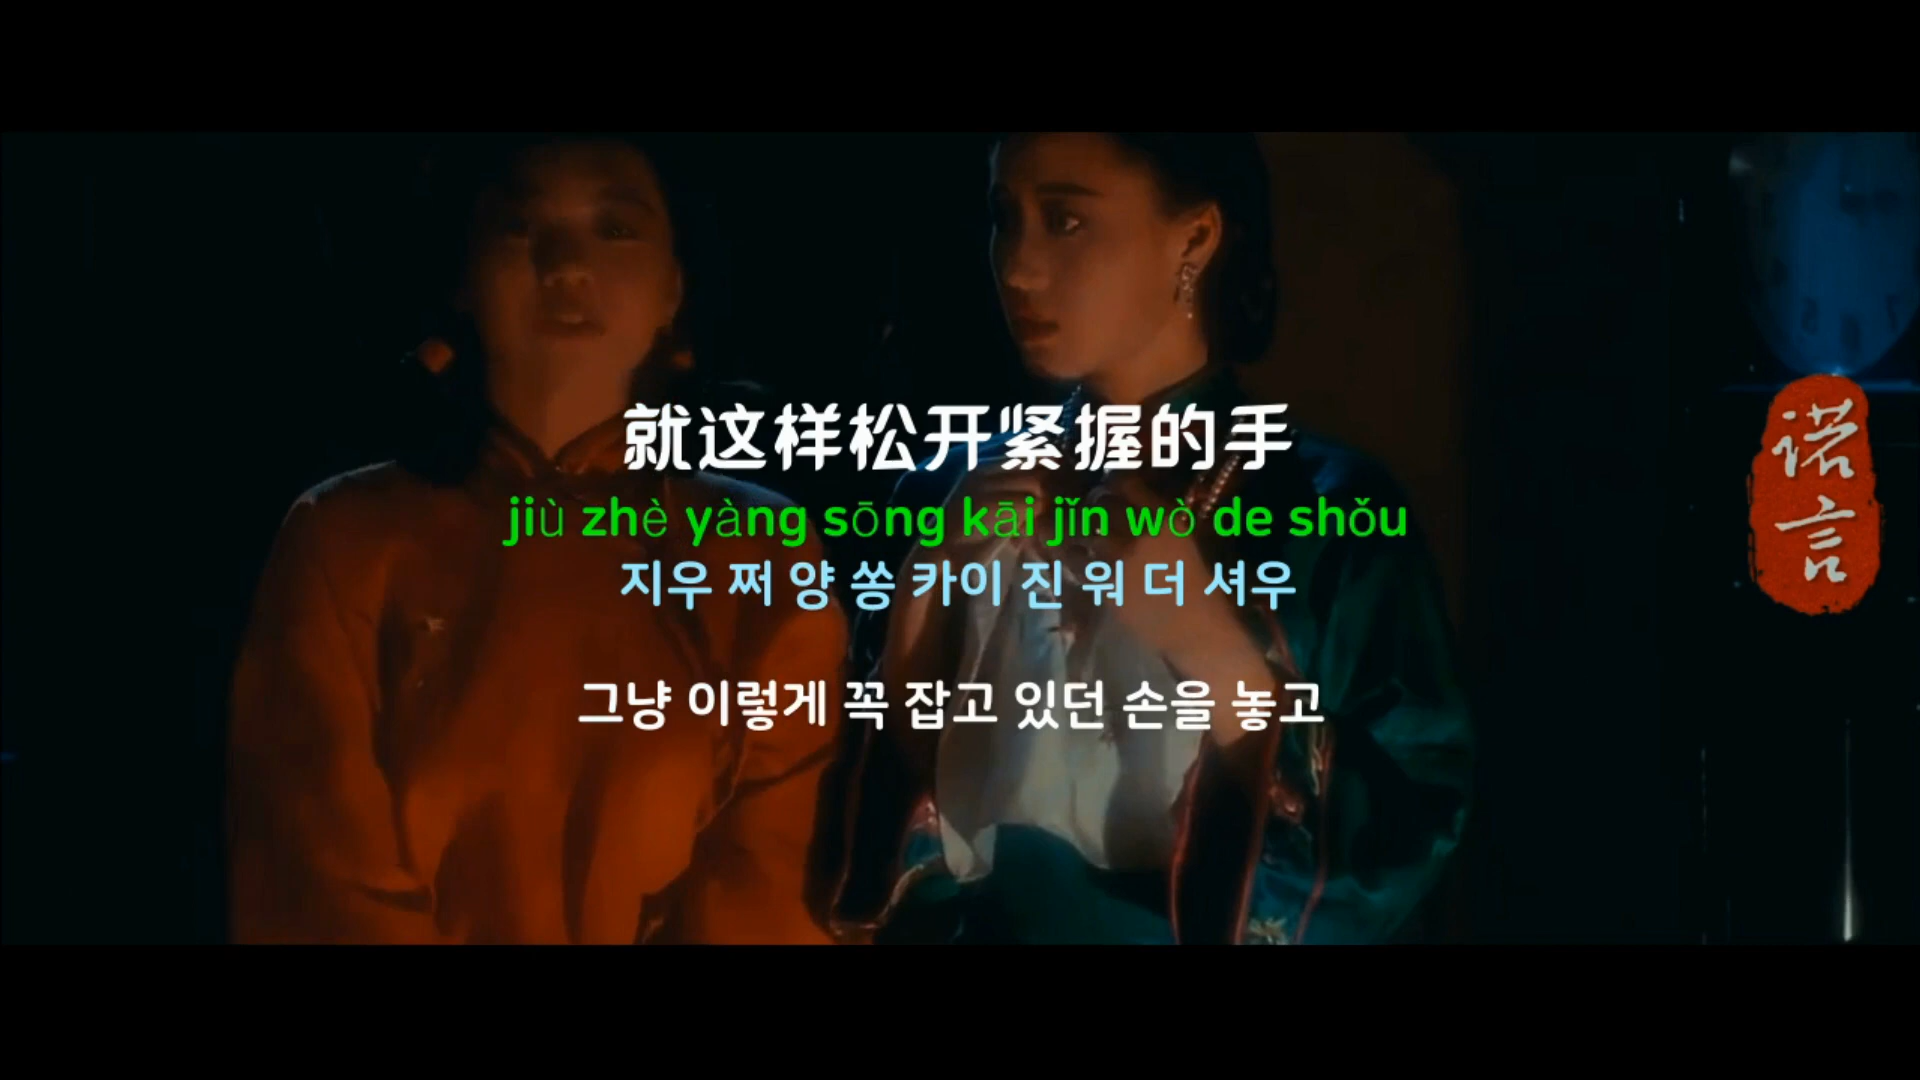 就这样松开紧握的手
jiù zhè yàng sōng kāi jǐn wò de shǒu
지우 쩌 양 쏭 카이 진 워 더 셔우
그냥 이렇게 꼭 잡고 있던 손을 놓고
诺言